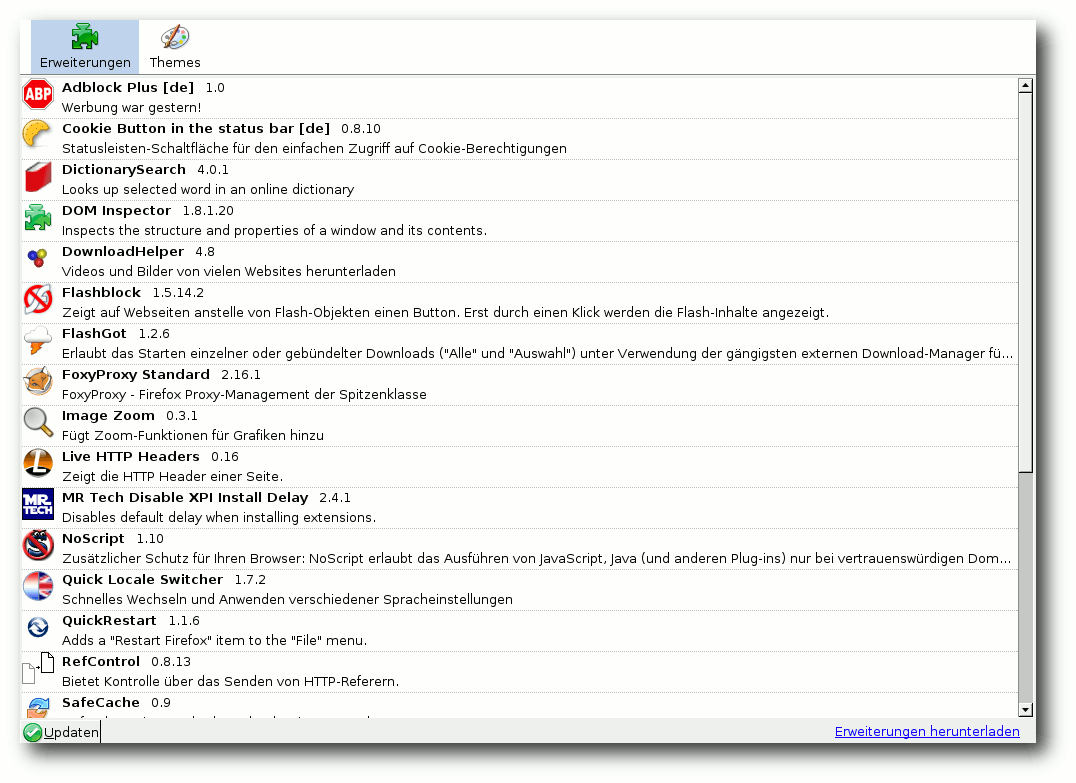 Erweiterungen Themes
Adblock Plus [de] 1.0
ABP
Werbung war gestern!
Cookie Button in the status bar [de] 0.8.10
Statusleisten-Schaltfläche für den einfachen Zugriff auf Cookie-Berechtigungen
DictionarySearch 4.0.1
Looks up selected word in an online dictionary
DOM Inspector 1.8.1.20
Inspects the structure and properties of a window and its contents.
DownloadHelper 4.8
Videos und Bilder von vielen Websites herunterladen
Flashblock 1.5.14.2
Zeigt auf Webseiten anstelle von Flash-Objekten einen Button. Erst durch einen Klick werden die Flash-Inhalte angezeigt.
FlashGot 1.2.6
Erlaubt das Starten einzelner oder gebündelter Downloads ("Alle" und "Auswahl") unter Verwendung der gängigsten externen Download-Manager fü...
FoxyProxy Standard 2.16.1
FoxyProxy - Firefox Proxy-Management der Spitzenklasse
Image Zoom 0.3.1
Fügt Zoom-Funktionen für Grafiken hinzu
Live HTTP Headers 0.16
Zeigt die HTTP Header einer Seite.
MR Tech Disable XPI Install Delay 2.4.1
MR
TECH
Disables default delay when installing extensions.
NoScript 1.10
Zusätzlicher Schutz für Ihren Browser: NoScript erlaubt das Ausführen von JavaScript, Java (und anderen Plug-ins) nur bei vertrauenswürdigen Dom...
Quick Locale Switcher 1.7.2
Schnelles Wechseln und Anwenden verschiedener Spracheinstellungen
QuickRestart 1.1.6
Adds a "Restart Firefox" item to the "File" menu.
RefControl 0.8.13
Bietet Kontrolle über das Senden von HTTP-Referern.
SafeCache 0.9
Updaten Erweiterungen herunterladen